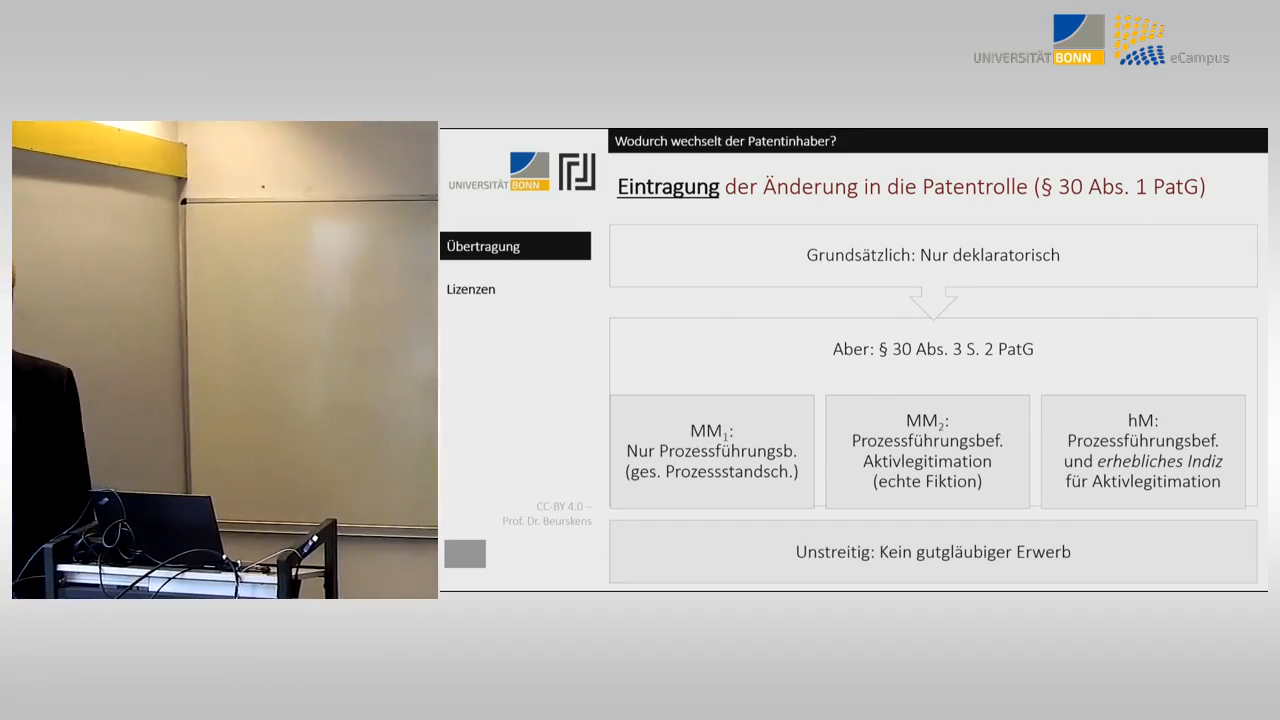 UNIVERSITÄT BONN
eCampus
Wodurch wechselt der Patentinhaber?
UNIVERSITÄT BONN
Eintragung der Änderung in die Patentrolle (§ 30 Abs. 1 PatG)
Übertragung
Lizenzen
Grundsätzlich: Nur deklaratorisch
Aber: § 30 Abs. 3 S. 2 PatG
MM₁:
Nur Prozessführungsb.
(ges. Prozessstandsch.)
MM₂:
Prozessführungsbef.
Aktivlegitimation
(echte Fiktion)
hM:
Prozessführungsbef.
und erhebliches Indiz
für Aktivlegitimation
Unstreitig: Kein gutgläubiger Erwerb
CC-BY 4.0 –
Prof. Dr. Beurskens